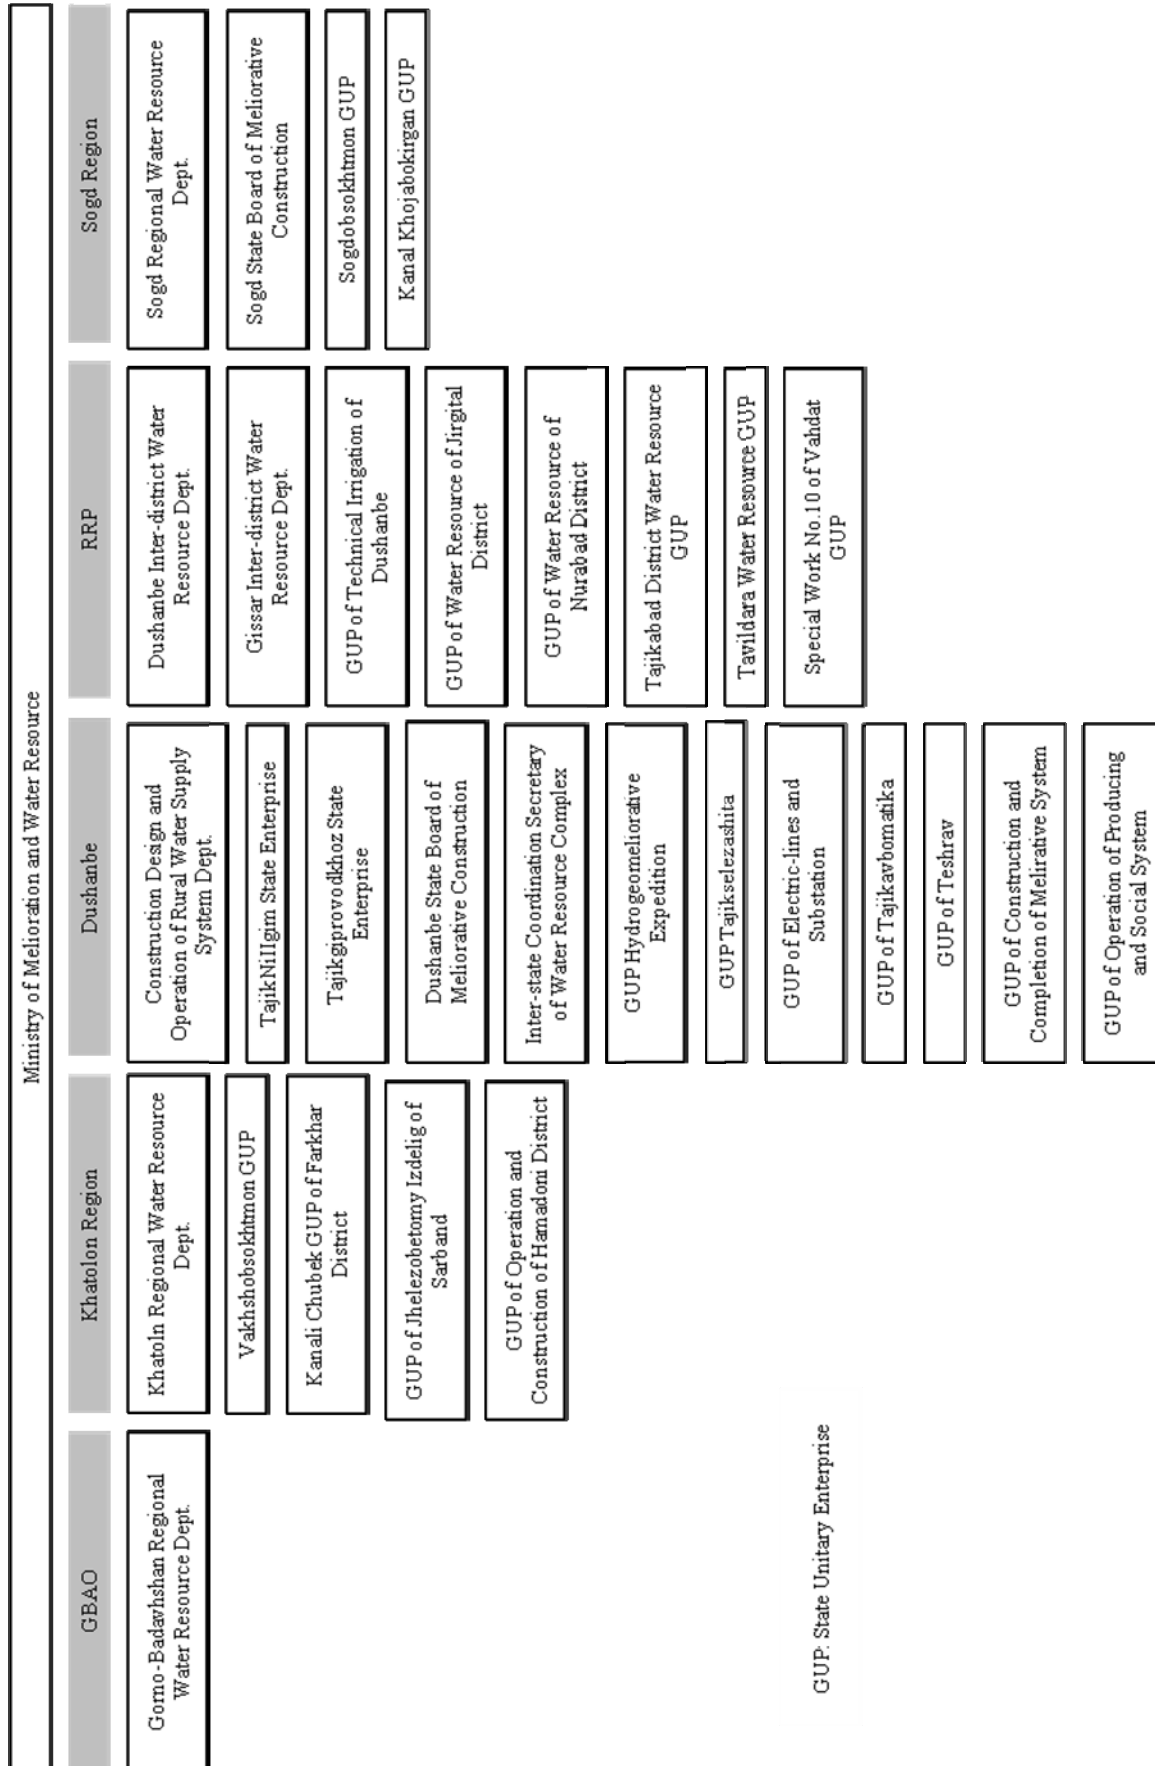 Ministry of Melioration and Water Resource
GBAO
Gorno-Badavhshan Regional
Water Resource Dept.
Khatolon Region
Khatoln Regional Water Resource
Dept.
Vakhshobsokhtmon GUP
Kanali Chubek GUP of Farkhar
District
GUP of Jhelezobetomy Izdelig of
Sarband
GUP of Operation and
Construction of Hamadoni District
Dushanbe
Construction Design and
Operation of Rural Water Supply
System Dept.
TajikNiIIgim State Enterprise
Tajikgiprovodkhoz State
Enterprise
Dushanbe State Board of
Meliorative Construction
Inter-state Coordination Secretary
of Water Resource Complex
GUP Hydrogeomeliorative
Expedition
GUP Tajikselezashita
GUP of Electric-lines and
Substation
GUP of Tajikavbomatika
GUP of Teshrav
GUP of Construction and
Completion of Melirative System
GUP of Operation of Producing
and Social System
RRP
Dushanbe Inter-district Water
Resource Dept.
Gissar Inter-district Water
Resource Dept.
GUP of Technical Irrigation of
Dushanbe
GUP of Water Resource of Jirgital
District
GUP of Water Resource of
Nurabad District
Tajikabad District Water Resource
GUP
Tavildara Water Resource GUP
Special Work No.10 of Vahdat
GUP
Sogd Region
Sogd Regional Water Resource
Dept.
Sogd State Board of Meliorative
Construction
Sogdobsokhtmon GUP
Kanal Khojabokirgan GUP
GUP: State Unitary Enterprise